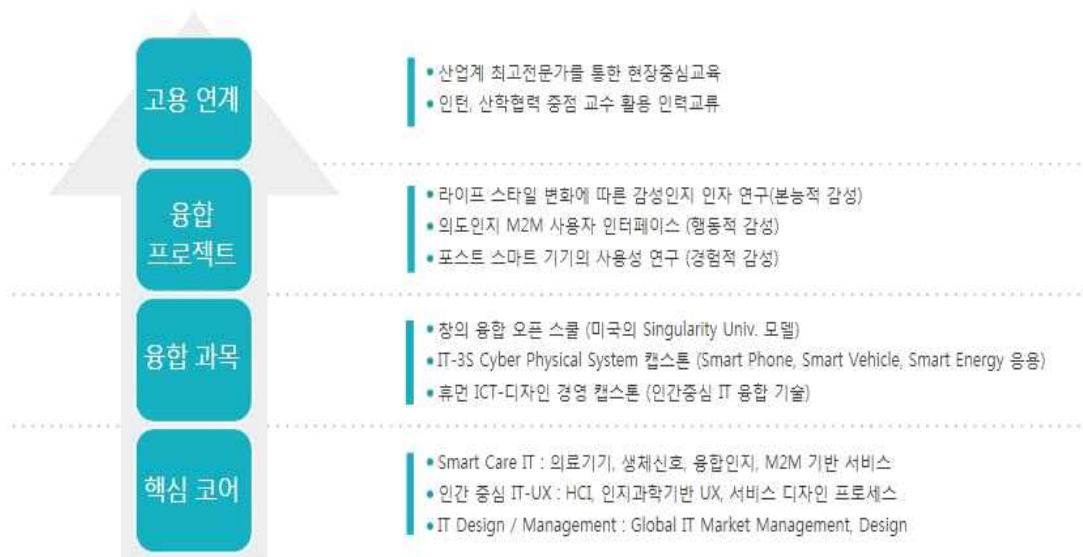 고용 연계
• 산업계 최고전문가를 통한 현장중심교육
• 인턴, 산학협력 중점 교수 활용 인력교류
융합
프로젝트
• 라이프 스타일 변화에 따른 감성인지 인자 연구(본능적 감성)
• 의도인지 M2M 사용자 인터페이스 (행동적 감성)
• 포스트 스마트 기기의 사용성 연구 (경험적 감성)
융합 과목
• 창의 융합 오픈 스쿨 (미국의 Singularity Univ. 모델)
• IT-3S Cyber Physical System 캡스톤 (Smart Phone, Smart Vehicle, Smart Energy 응용)
• 휴먼 ICT-디자인 경영 캡스톤 (인간중심 IT 융합 기술)
핵심 코어
• Smart Care IT : 의료기기, 생체신호, 융합인지, M2M 기반 서비스
• 인간 중심 IT-UX : HCI, 인지과학기반 UX, 서비스 디자인 프로세스
• IT Design / Management : Global IT Market Management, Design